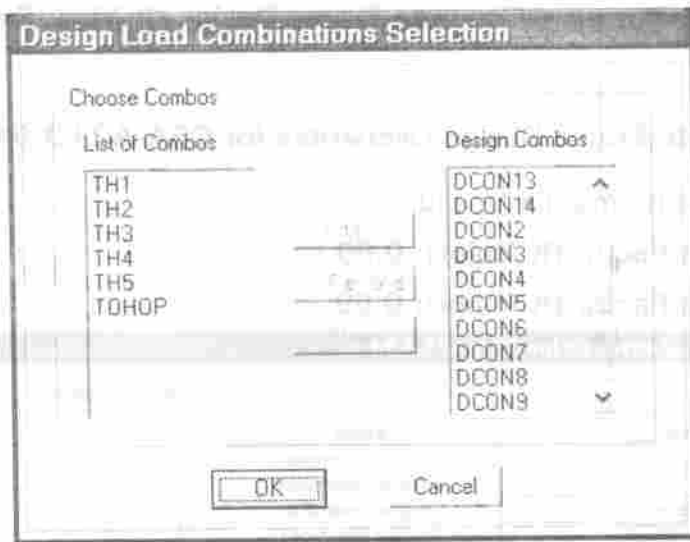 Design Load Combinations Selection
Choose Combos
List of Combos
Design Combos
TH1
TH2
TH3
TH4
TH5
TOHOP
DCON13
DCON14
DCON2
DCON3
DCON4
DCON5
DCON6
DCON7
DCON8
DCON9
OK
Cancel